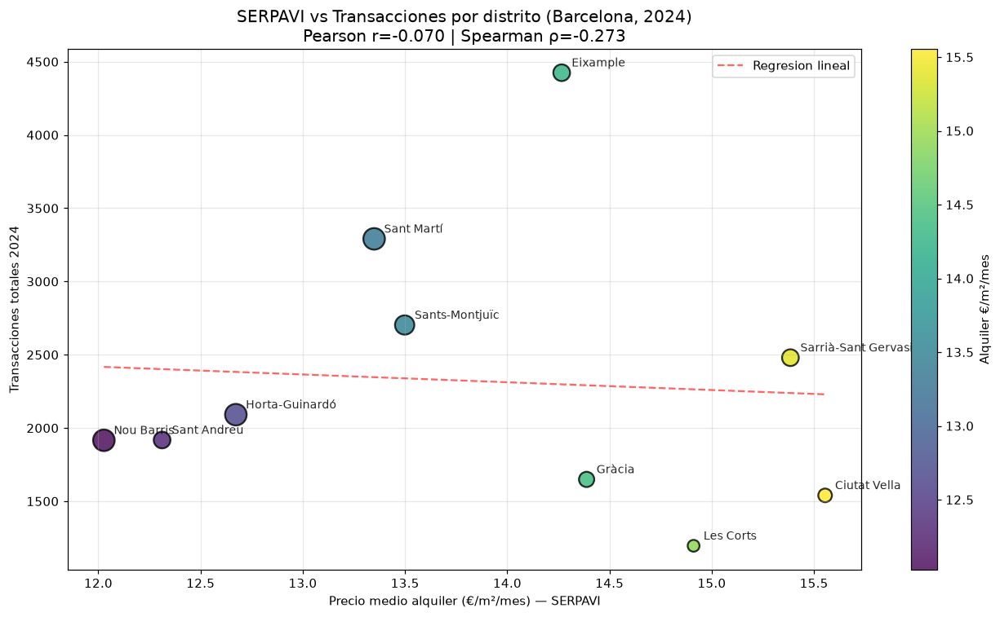 SERPAVI vs Transacciones por distrito (Barcelona, 2024)
Pearson r=-0.070 | Spearman ρ=-0.273
Regresion lineal
Eixample
Sant Martí
Sants-Montjuïc
Sarrià-Sant Gervasi
Horta-Guinardó
Nou Barris
Sant Andreu
Gràcia
Ciutat Vella
Les Corts
Transacciones totales 2024
4500
4000
3500
3000
2500
2000
1500
12.0
12.5
13.0
13.5
14.0
14.5
15.0
15.5
Precio medio alquiler (€/m²/mes) — SERPAVI
15.5
15.0
14.5
14.0
13.5
13.0
12.5
Alquiler €/m²/mes